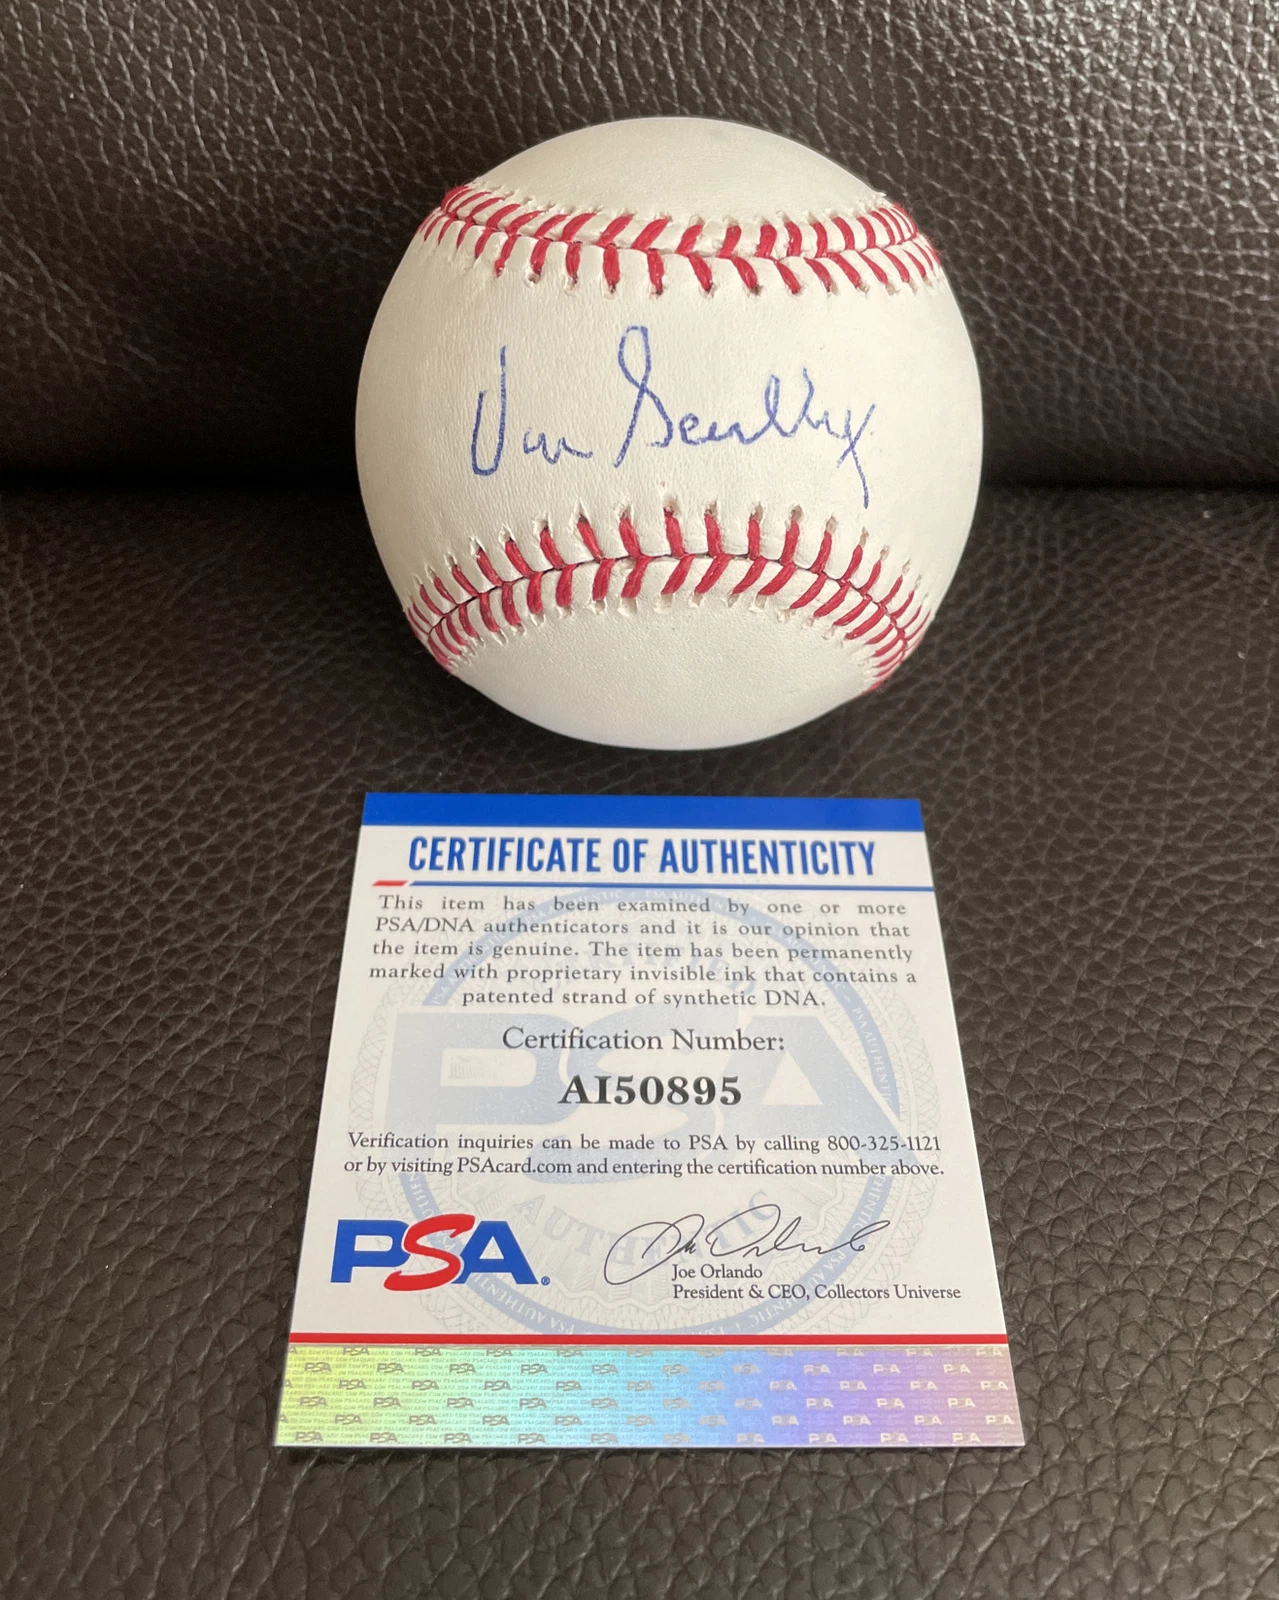 Vin Scully
CERTIFICATE OF AUTHENTICITY
This item has been examined by one or more
PSA/DNA authenticators and it is our opinion that
the item is genuine. The item has been permanently
marked with proprietary invisible ink that contains a
patented strand of synthetic DNA.
Certification Number:
AI50895
Verification inquiries can be made to PSA by calling 800-325-1121
or by visiting PSAcard.com and entering the certification number above.
PSA®
Joe Orlando
President & CEO, Collectors Universe